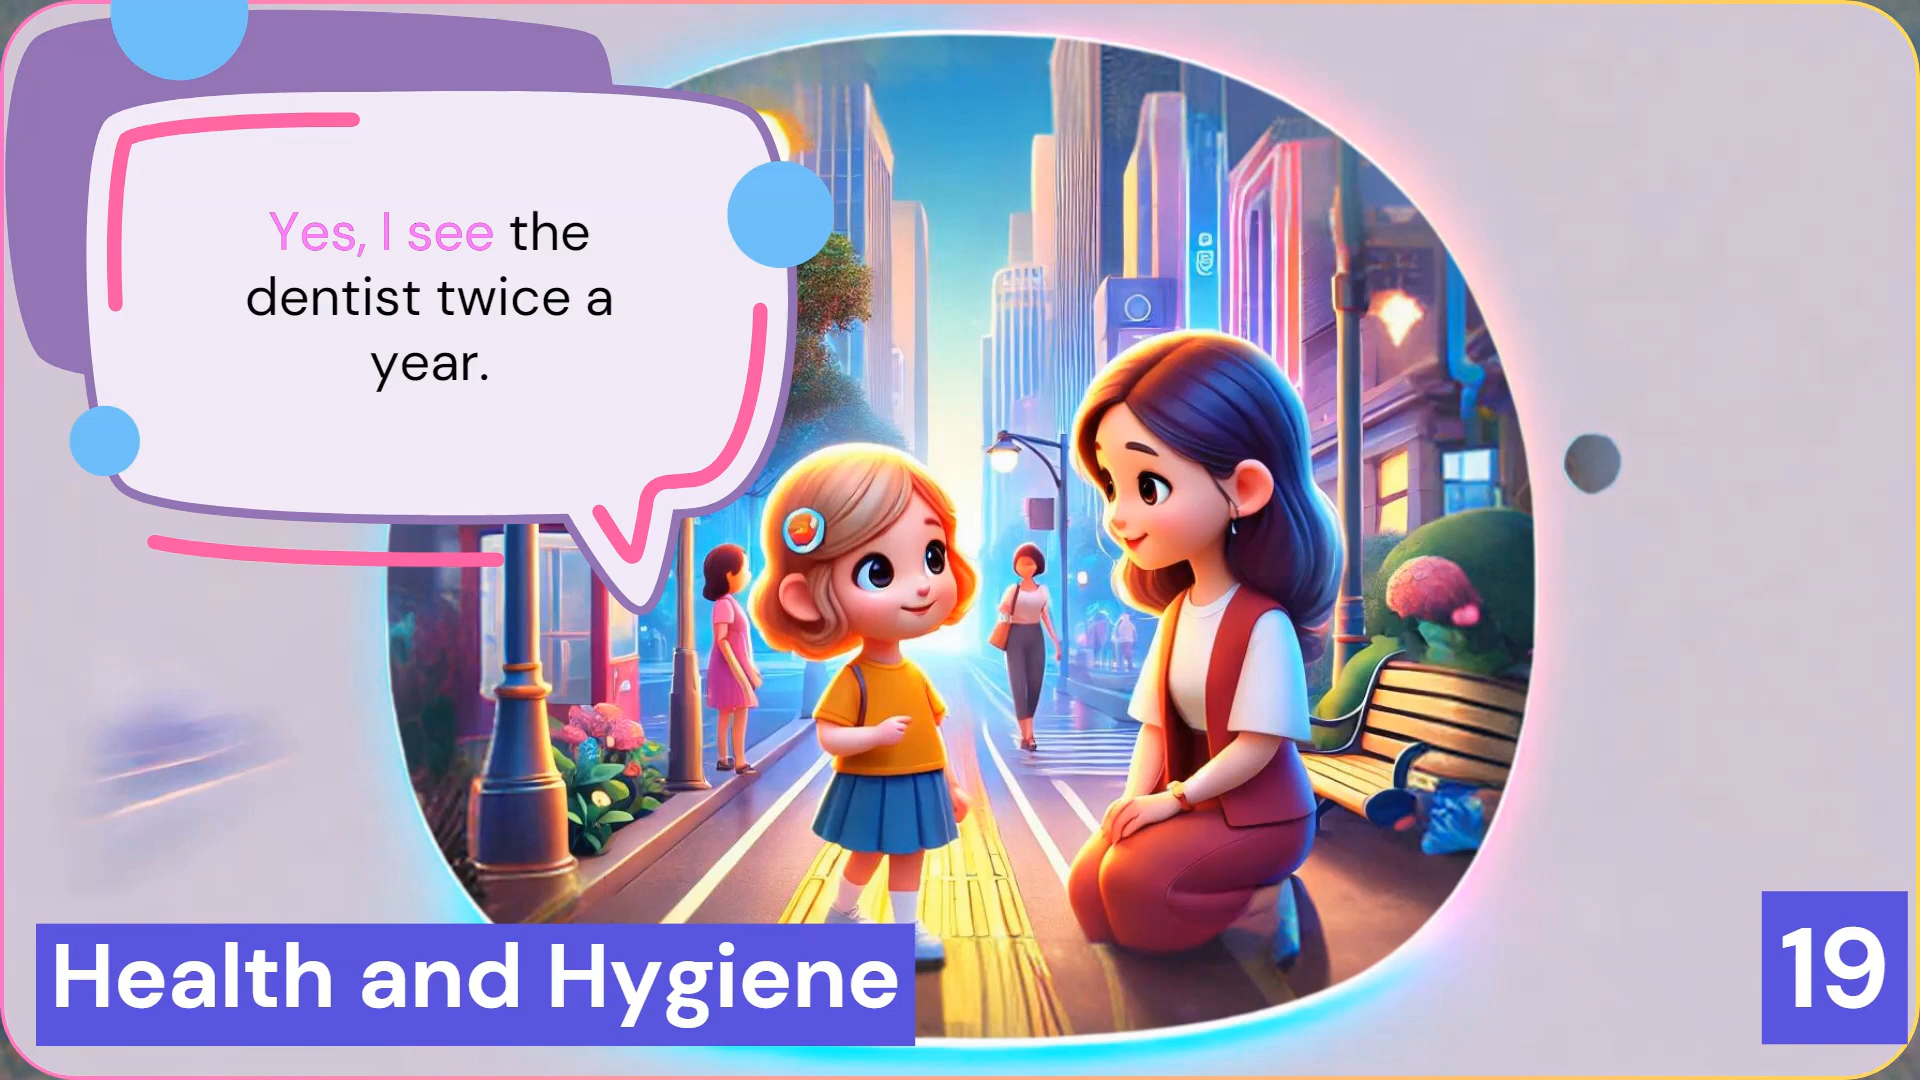 Yes, I see the
dentist twice a
year.
Health and Hygiene
19